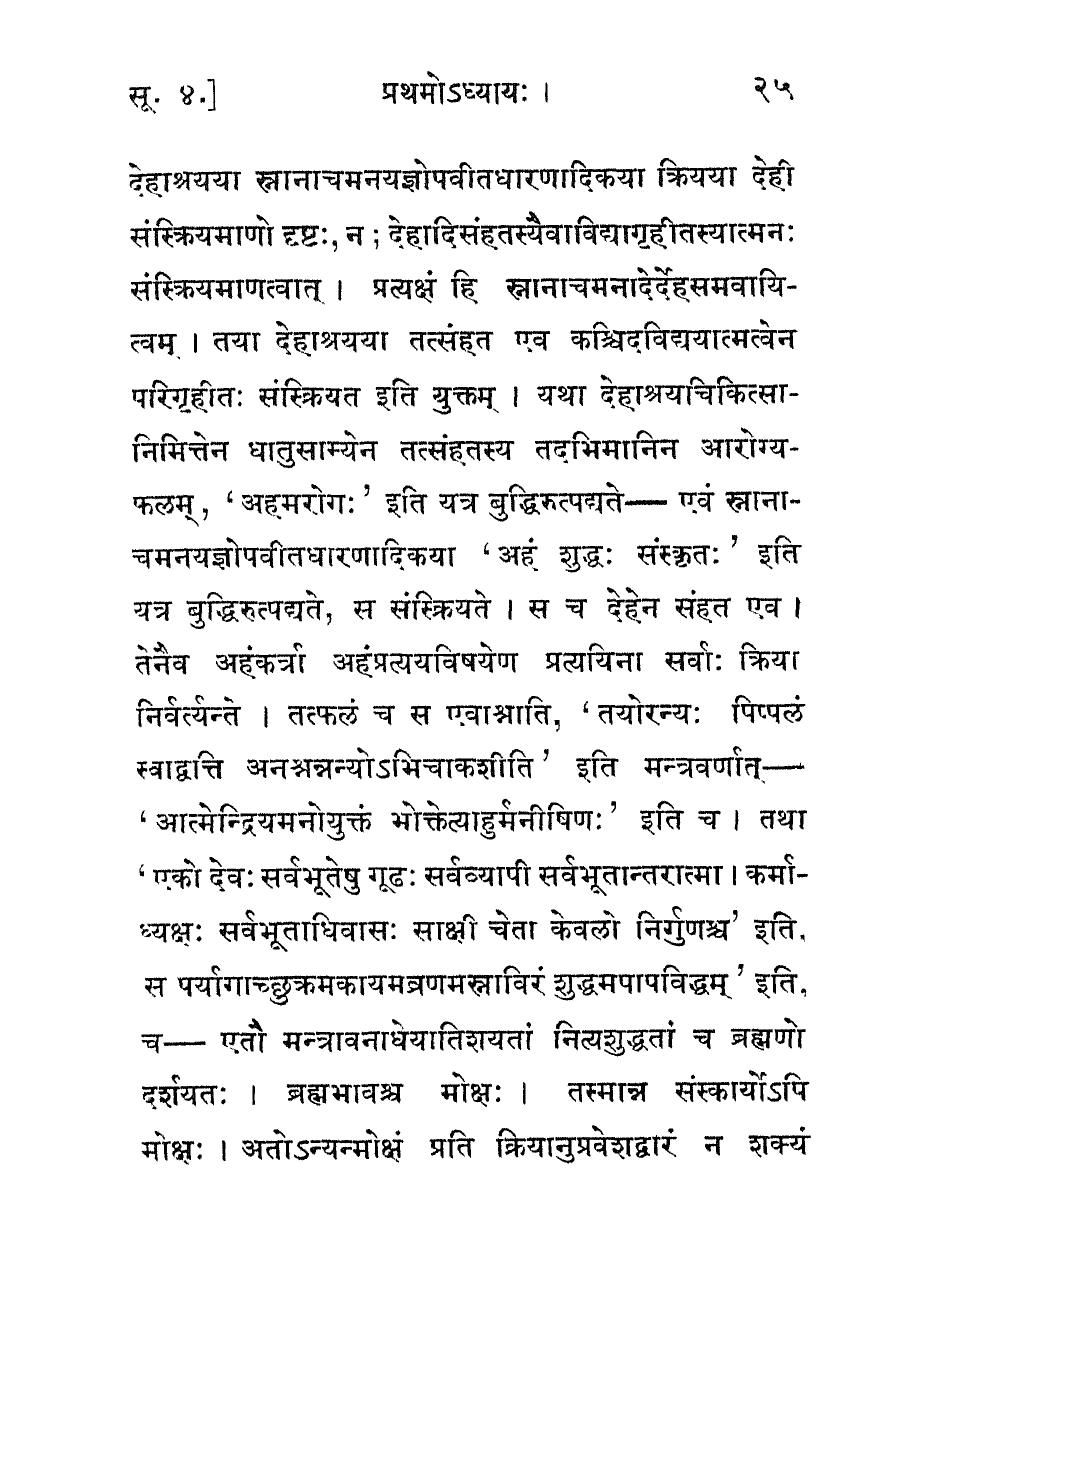 सू. ४.] प्रथमोऽध्यायः । २५
देहाश्रयया स्नानाचमनयज्ञोपवीतधारणादिकया क्रियया देही
संस्क्रियमाणो दृष्टः, न ; देहादिसंहतस्यैवाविद्यागृहीतस्यात्मनः
संस्क्रियमाणत्वात् । प्रत्यक्षं हि स्नानाचमनादेर्देहसमवायि-
त्वम् । तया देहाश्रयया तत्संहत एव कश्चिदविद्ययात्मत्वेन
परिगृहीतः संस्क्रियत इति युक्तम् । यथा देहाश्रयचिकित्सा-
निमित्तेन धातुसाम्येन तत्संहतस्य तदभिमानिन आरोग्य-
फलम् , ‘ अहमरोगः ’ इति यत्र बुद्धिरुत्पद्यते— एवं स्नाना-
चमनयज्ञोपवीतधारणादिकया ‘ अहं शुद्धः संस्कृतः ’ इति
यत्र बुद्धिरुत्पद्यते, स संस्क्रियते । स च देहेन संहत एव ।
तेनैव अहंकर्त्रा अहंप्रत्ययविषयेण प्रत्ययिना सर्वाः क्रिया
निर्वर्त्यन्ते । तत्फलं च स एवाश्नाति, ‘ तयोरन्यः पिप्पलं
स्वाद्वत्ति अनश्नन्नन्योऽभिचाकशीति ’ इति मन्त्रवर्णात्—
‘ आत्मेन्द्रियमनोयुक्तं भोक्तेत्याहुर्मनीषिणः ’ इति च । तथा
‘ एको देवः सर्वभूतेषु गूढः सर्वव्यापी सर्वभूतान्तरात्मा । कर्मा-
ध्यक्षः सर्वभूताधिवासः साक्षी चेता केवलो निर्गुणश्च ’ इति,
स पर्यागाच्छुक्रमकायमव्रणमस्नाविरं शुद्धमपापविद्धम् ’ इति,
च— एतौ मन्त्रावनाधेयातिशयतां नित्यशुद्धतां च ब्रह्मणो
दर्शयतः । ब्रह्मभावश्च मोक्षः । तस्मान्न संस्कार्योऽपि
मोक्षः । अतोऽन्यन्मोक्षं प्रति क्रियानुप्रवेशद्वारं न शक्यं